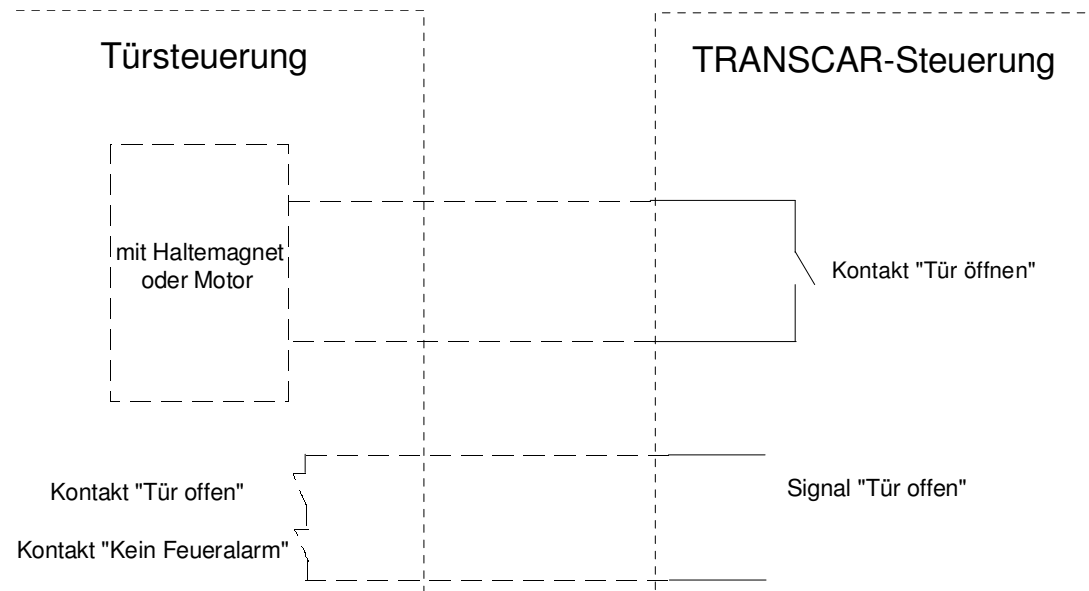 Türsteuerung
TRANSCAR-Steuerung
mit Haltemagnet
oder Motor
Kontakt "Tür öffnen"
Kontakt "Tür offen"
Signal "Tür offen"
Kontakt "Kein Feueralarm"